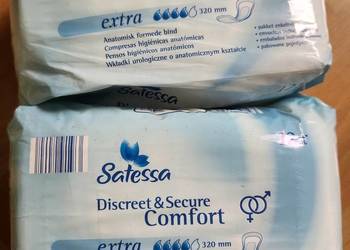 extra 320 mm
Anatomisk formede bind
Compresas higiénicas anatómicas
Pensos higiénicos anatómicos
Wkładki urologiczne o anatomicznym kształcie
Satessa
Discreet & Secure
Comfort
extra 320 mm